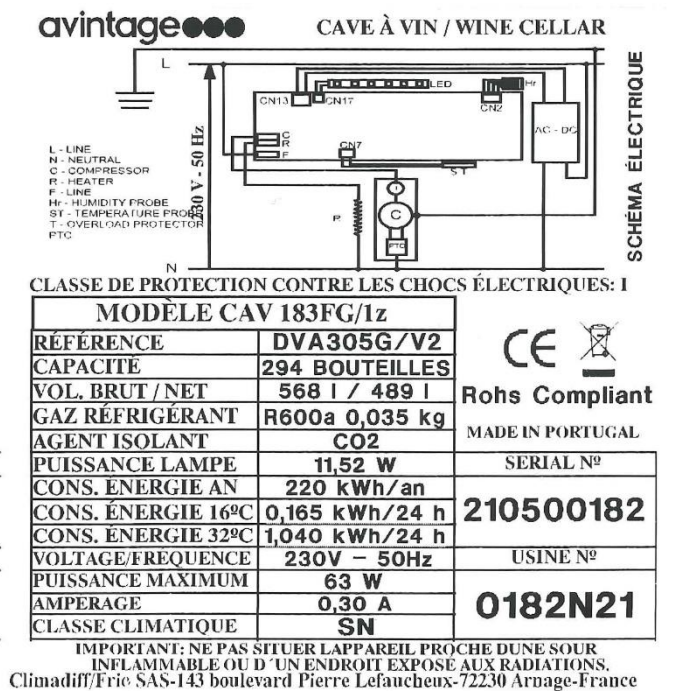 avintage
CAVE À VIN / WINE CELLAR
L
CN13
CN17
LED
CN2
Hr
AC - DC
C
R
F
CN7
S T
230 V - 50 Hz
L - LINE
N - NEUTRAL
C - COMPRESSOR
R - HEATER
F - LINE
Hr - HUMIDITY PROBE
ST - TEMPERATURE PROBE
T - OVERLOAD PROTECTOR
PTC
R
C
PTC
N
SCHÉMA ÉLECTRIQUE
CLASSE DE PROTECTION CONTRE LES CHOCS ÉLECTRIQUES: I
MODÈLE CAV 183FG/1z
RÉFÉRENCE DVA305G/V2
CAPACITÉ 294 BOUTEILLES
VOL. BRUT / NET 568 l / 489 l
GAZ RÉFRIGÉRANT R600a 0,035 kg
AGENT ISOLANT CO2
PUISSANCE LAMPE 11,52 W
CONS. ÉNERGIE AN 220 kWh/an
CONS. ÉNERGIE 16ºC 0,165 kWh/24 h
CONS. ÉNERGIE 32ºC 1,040 kWh/24 h
VOLTAGE/FRÉQUENCE 230V – 50Hz
PUISSANCE MAXIMUM 63 W
AMPERAGE 0,30 A
CLASSE CLIMATIQUE SN
CE
Rohs Compliant
MADE IN PORTUGAL
SERIAL Nº
210500182
USINE Nº
0182N21
IMPORTANT: NE PAS SITUER LAPPAREIL PROCHE DUNE SOUR
INFLAMMABLE OU D´UN ENDROIT EXPOSÉ AUX RADIATIONS.
Climadiff/Frio SAS-143 boulevard Pierre Lefaucheux-72230 Arnage-France